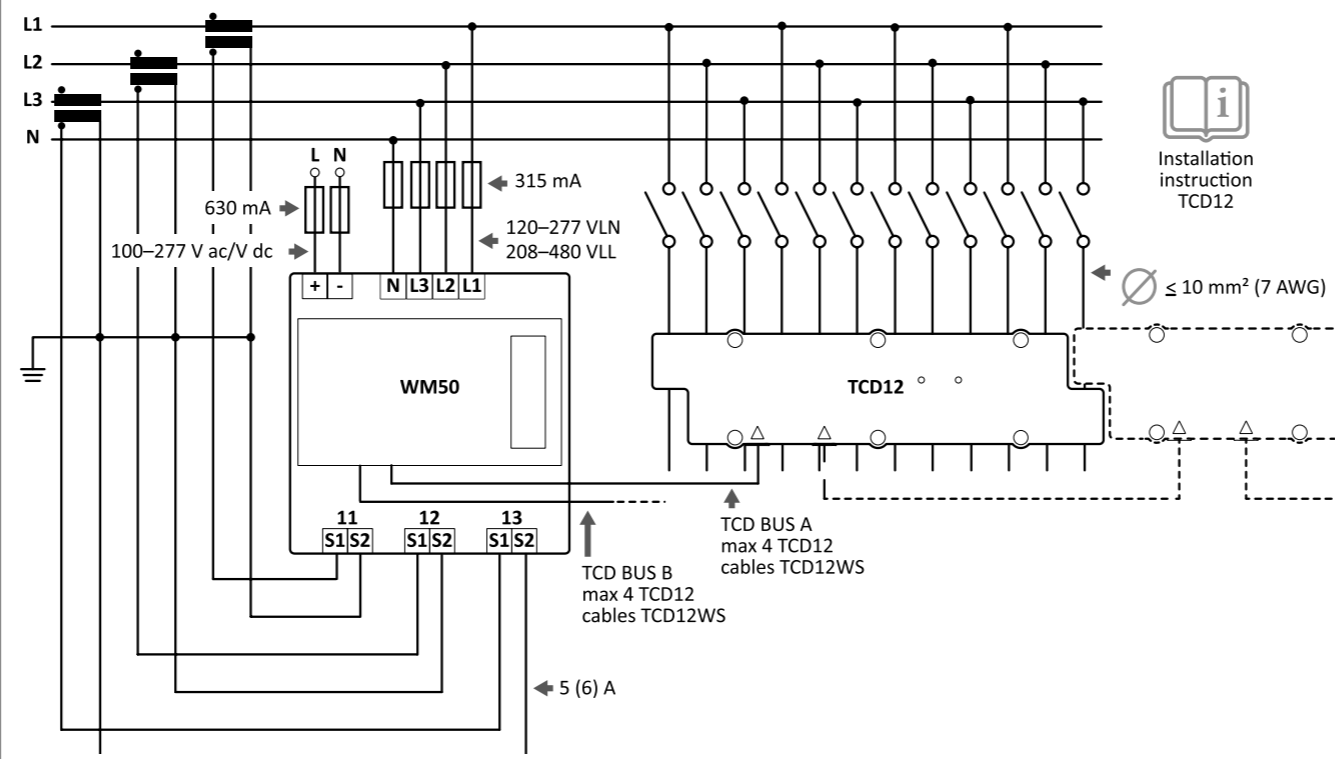 L1
L2
L3
N
L N
630 mA
315 mA
100–277 V ac/V dc
120–277 VLN
208–480 VLL
+ - N L3 L2 L1
WM50
11 12 13
S1 S2 S1 S2 S1 S2
TCD BUS B
max 4 TCD12
cables TCD12WS
5 (6) A
TCD12
TCD BUS A
max 4 TCD12
cables TCD12WS
i
Installation
instruction
TCD12
≤ 10 mm² (7 AWG)